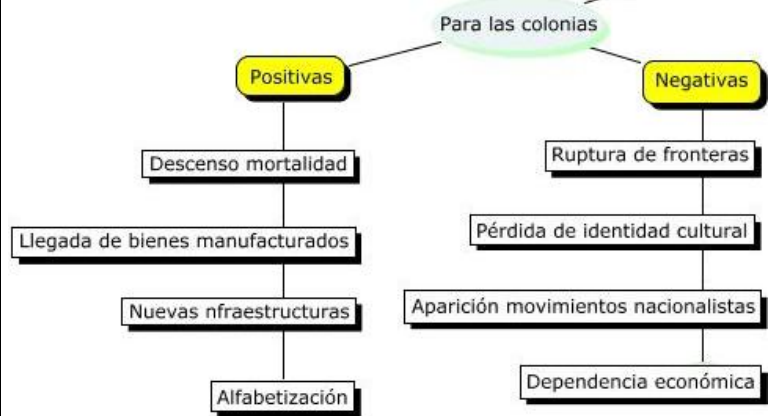 Para las colonias
Positivas
Descenso mortalidad
Llegada de bienes manufacturados
Nuevas nfraestructuras
Alfabetización
Negativas
Ruptura de fronteras
Pérdida de identidad cultural
Aparición movimientos nacionalistas
Dependencia económica